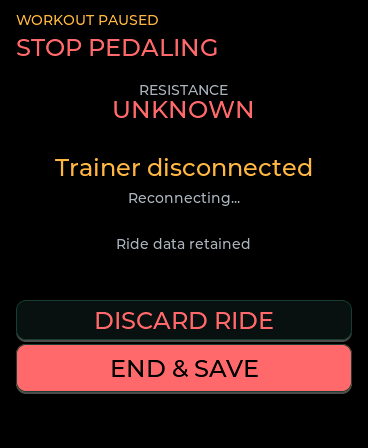 WORKOUT PAUSED
STOP PEDALING
RESISTANCE
UNKNOWN
Trainer disconnected
Reconnecting...
Ride data retained
DISCARD RIDE
END & SAVE